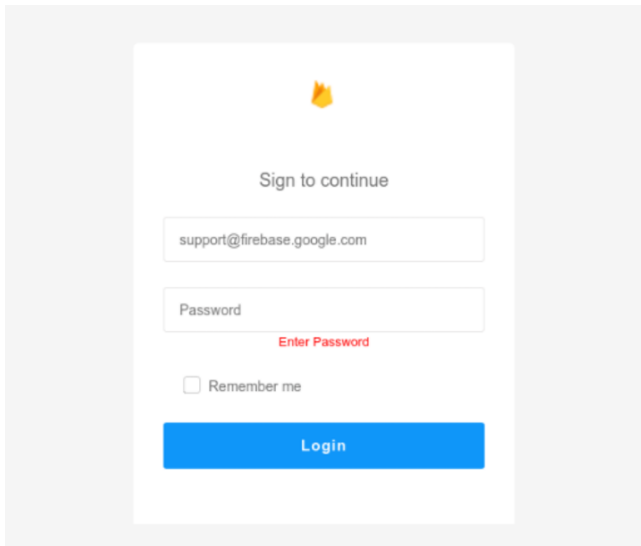 Sign to continue
support@firebase.google.com
Password
Enter Password
Remember me
Login